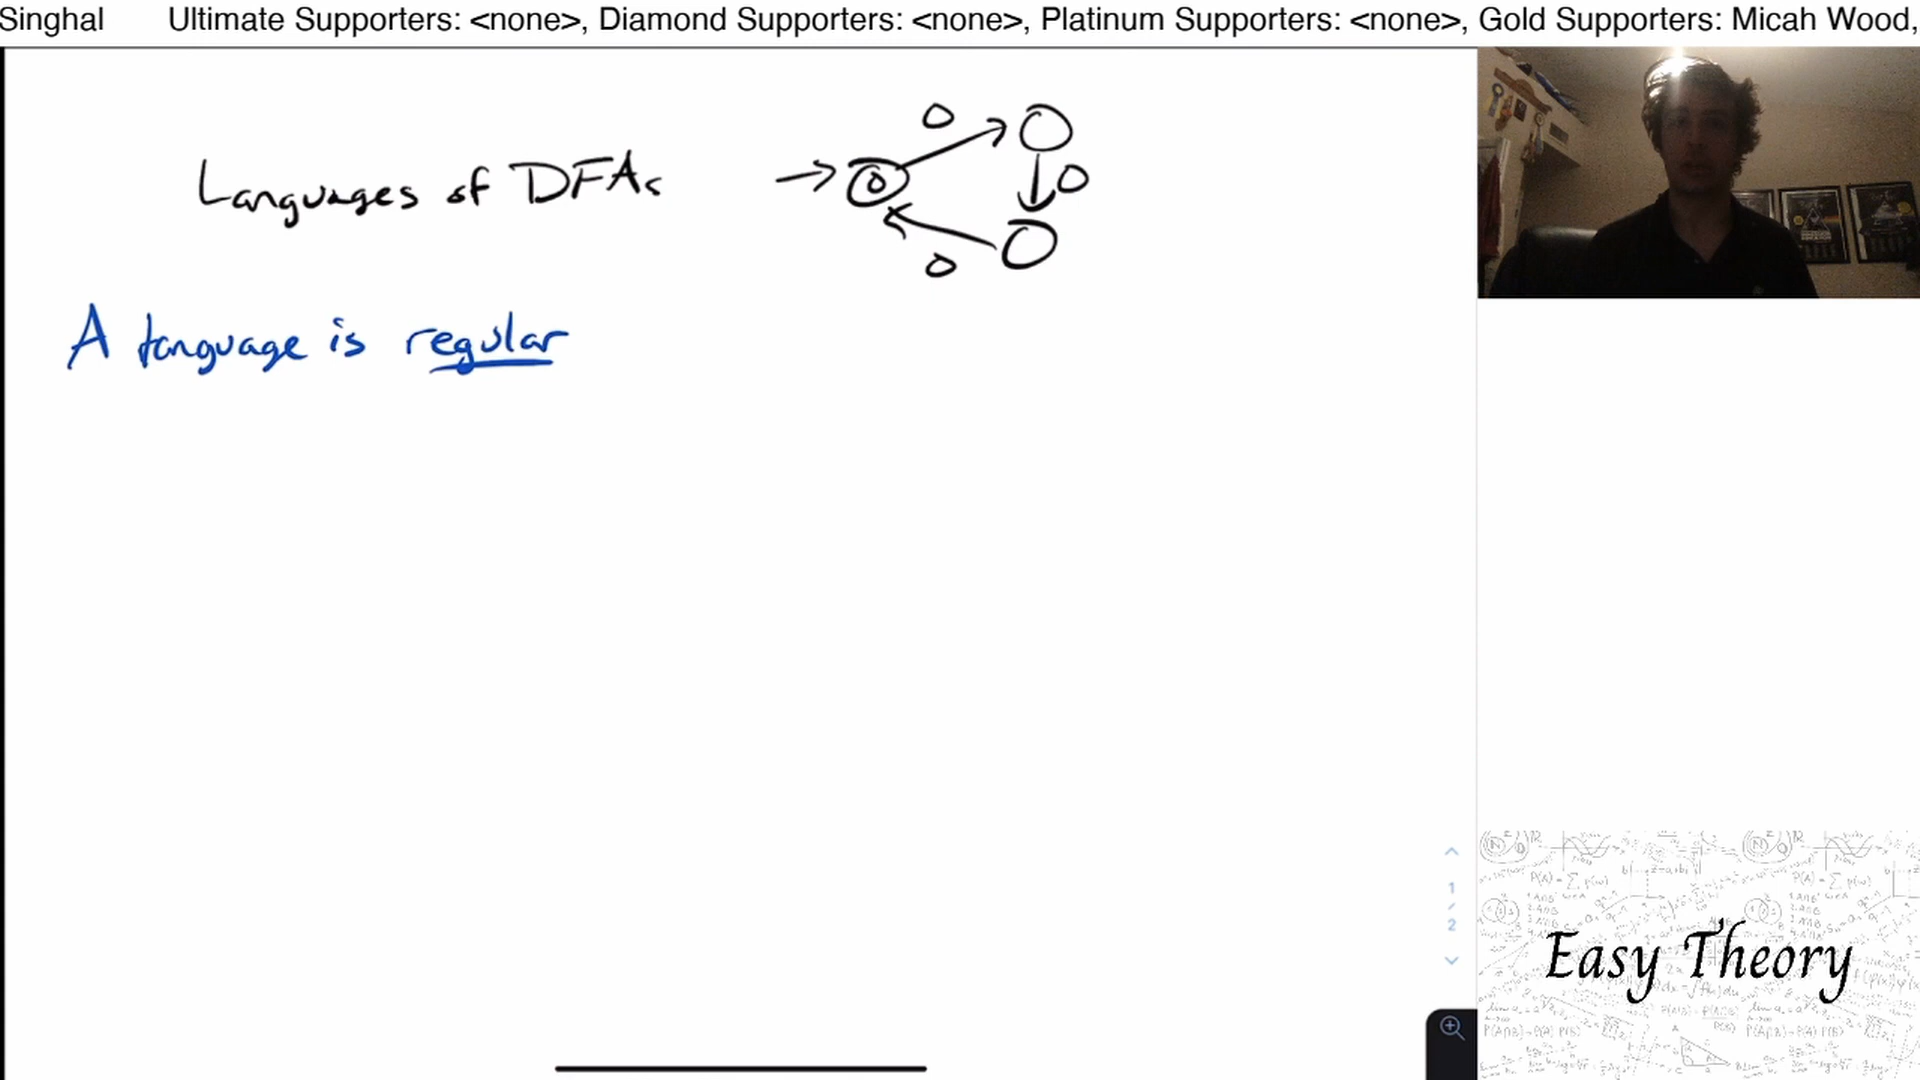 Singhal Ultimate Supporters: <none>, Diamond Supporters: <none>, Platinum Supporters: <none>, Gold Supporters: Micah Wood,
Languages of DFAs
0
0
0
A language is regular
1
2
Easy Theory